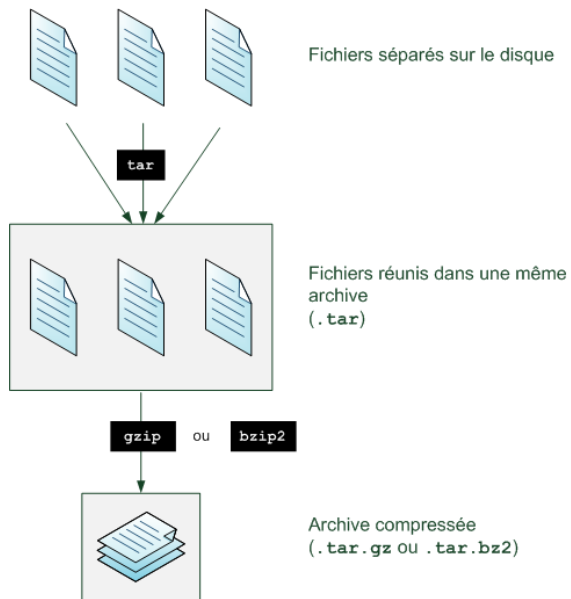 Fichiers séparés sur le disque
tar
Fichiers réunis dans une même
archive
(.tar)
gzip ou bzip2
Archive compressée
(.tar.gz ou .tar.bz2)